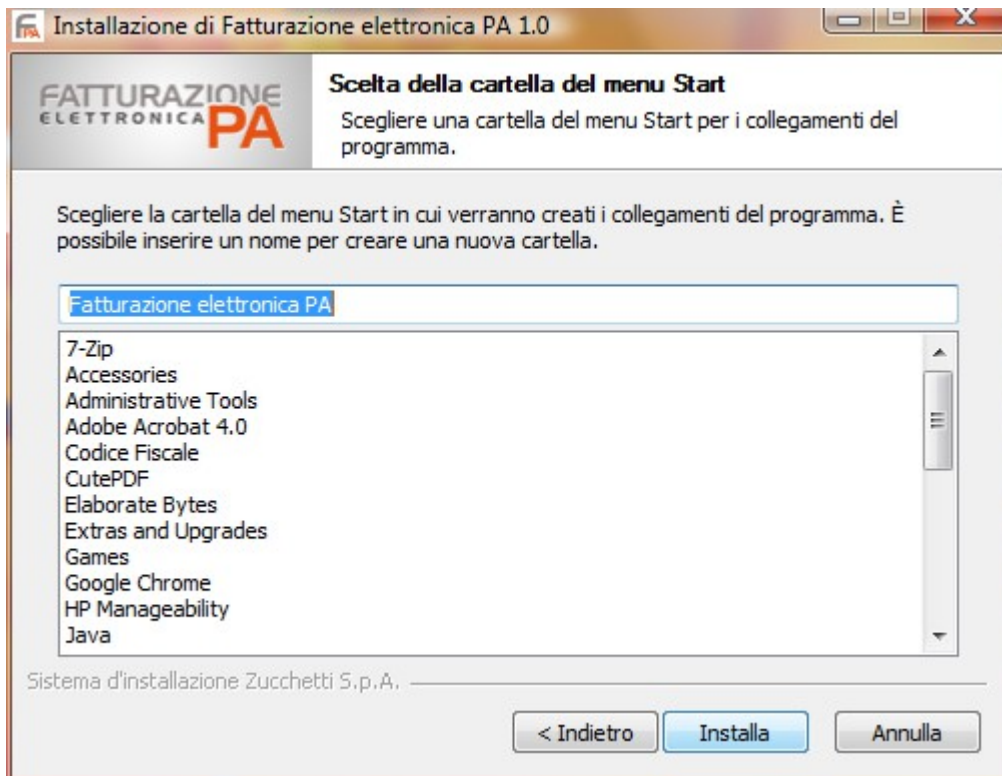 Installazione di Fatturazione elettronica PA 1.0
FATTURAZIONE
ELETTRONICA PA
Scelta della cartella del menu Start
Scegliere una cartella del menu Start per i collegamenti del
programma.
Scegliere la cartella del menu Start in cui verranno creati i collegamenti del programma. È
possibile inserire un nome per creare una nuova cartella.
Fatturazione elettronica PA
7-Zip
Accessories
Administrative Tools
Adobe Acrobat 4.0
Codice Fiscale
CutePDF
Elaborate Bytes
Extras and Upgrades
Games
Google Chrome
HP Manageability
Java
Sistema d'installazione Zucchetti S.p.A.
< Indietro
Installa
Annulla